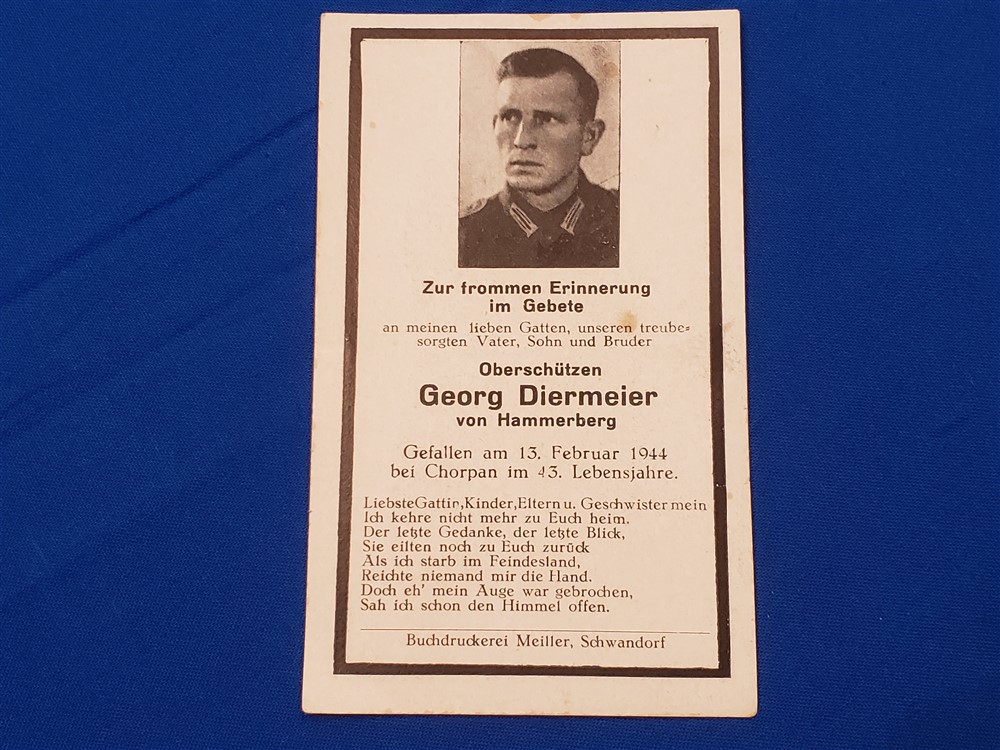 Zur frommen Erinnerung
im Gebete
an meinen lieben Gatten, unseren treube-
sorgten Vater, Sohn und Bruder
Oberschützen
Georg Diermeier
von Hammerberg
Gefallen am 13. Februar 1944
bei Chorpan im 43. Lebensjahre.
Liebste Gattin, Kinder, Eltern u. Geschwister mein
Ich kehre nicht mehr zu Euch heim.
Der letzte Gedanke, der letzte Blick,
Sie eilten noch zu Euch zurück
Als ich starb im Feindesland,
Reichte niemand mir die Hand.
Doch eh' mein Auge war gebrochen,
Sah ich schon den Himmel offen.
Buchdruckerei Meiller, Schwandorf